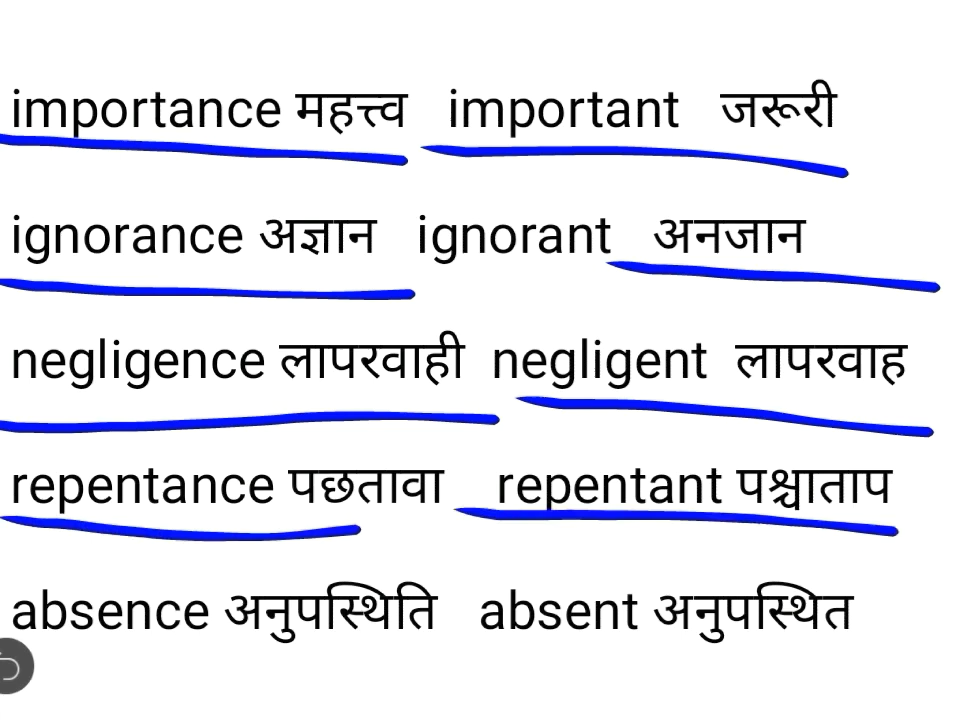 importance महत्त्व important जरूरी
ignorance अज्ञान ignorant अनजान
negligence लापरवाही negligent लापरवाह
repentance पछतावा repentant पश्चाताप
absence अनुपस्थिति absent अनुपस्थित